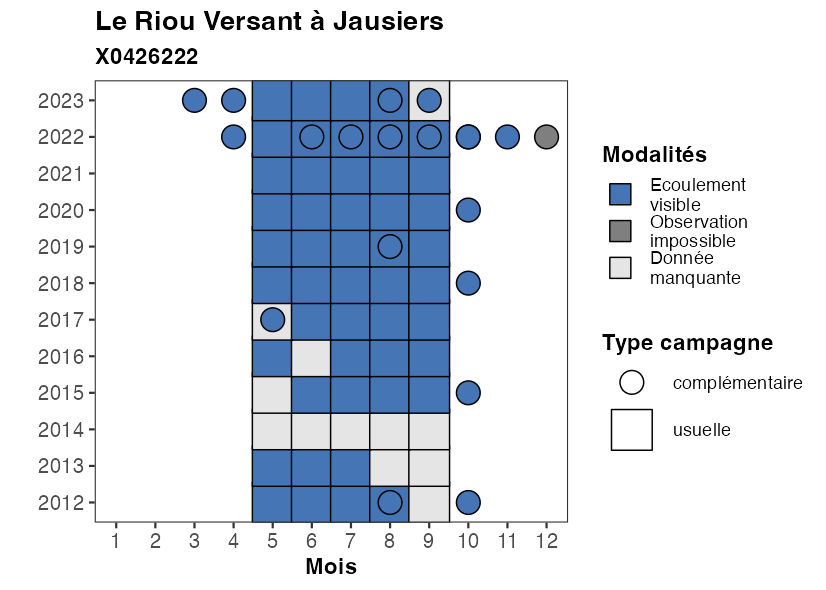 Le Riou Versant à Jausiers
X0426222
2023
2022
2021
2020
2019
2018
2017
2016
2015
2014
2013
2012
1 2 3 4 5 6 7 8 9 10 11 12
Mois
Modalités
Ecoulement
visible
Observation
impossible
Donnée
manquante
Type campagne
complémentaire
usuelle